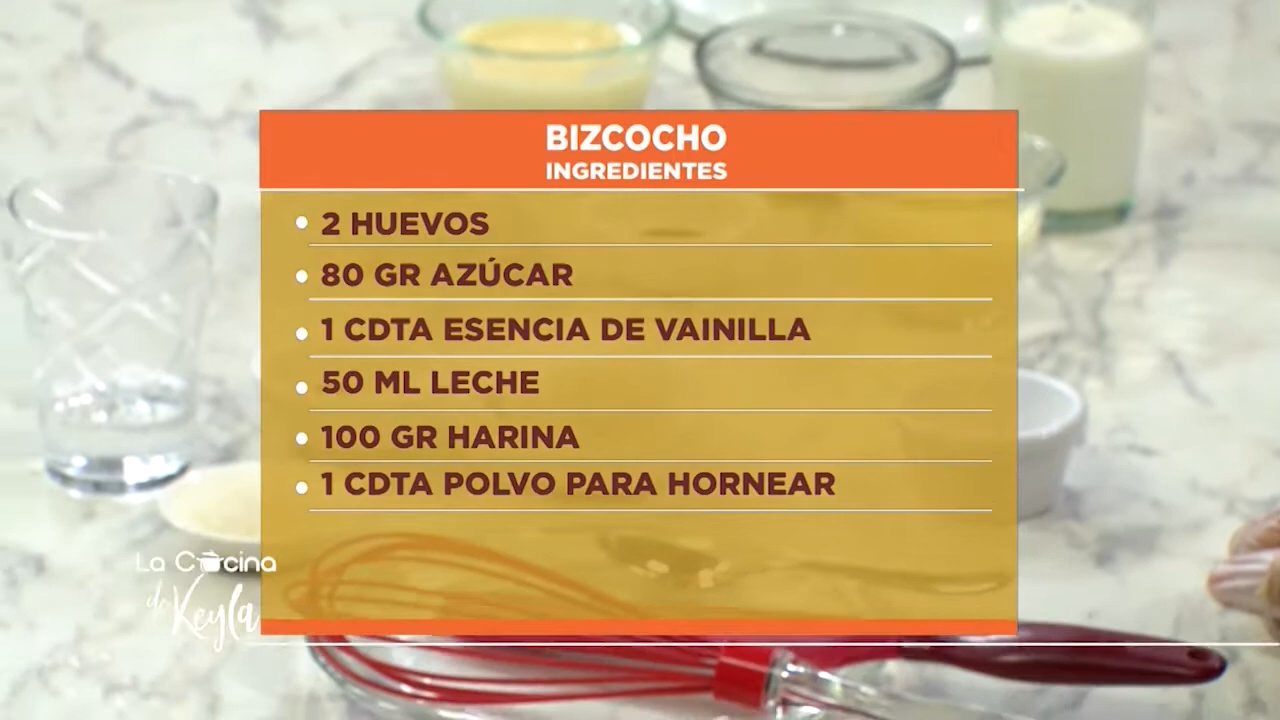 BIZCOCHO
INGREDIENTES
2 HUEVOS
80 GR AZÚCAR
1 CDTA ESENCIA DE VAINILLA
50 ML LECHE
100 GR HARINA
1 CDTA POLVO PARA HORNEAR
La Cocina
de Keyla